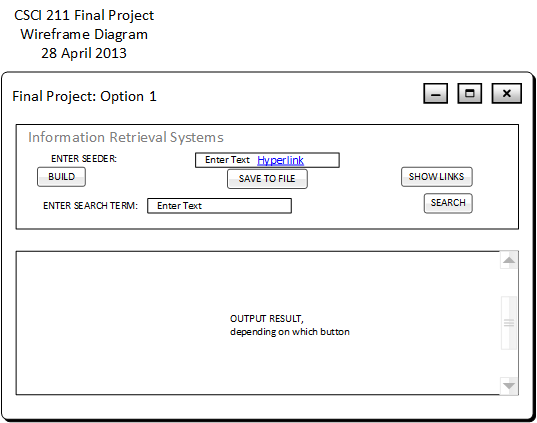 CSCI 211 Final Project
Wireframe Diagram
28 April 2013
Final Project: Option 1
Information Retrieval Systems
ENTER SEEDER:
Enter Text Hyperlink
BUILD
SAVE TO FILE
SHOW LINKS
ENTER SEARCH TERM:
Enter Text
SEARCH
OUTPUT RESULT,
depending on which button